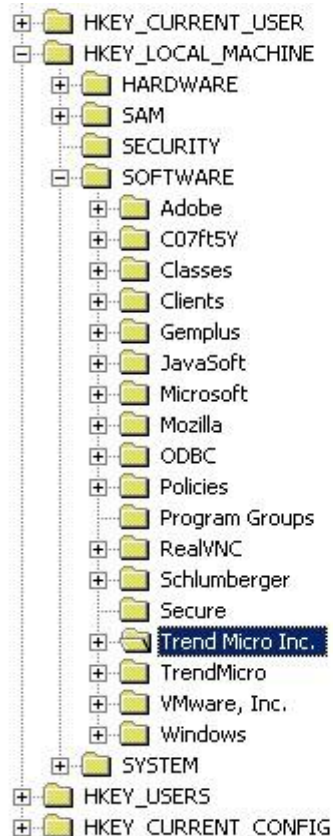 HKEY_CURRENT_USER
HKEY_LOCAL_MACHINE
HARDWARE
SAM
SECURITY
SOFTWARE
Adobe
C07ft5Y
Classes
Clients
Gemplus
JavaSoft
Microsoft
Mozilla
ODBC
Policies
Program Groups
RealVNC
Schlumberger
Secure
Trend Micro Inc.
TrendMicro
VMware, Inc.
Windows
SYSTEM
HKEY_USERS
HKEY_CURRENT_CONFIG